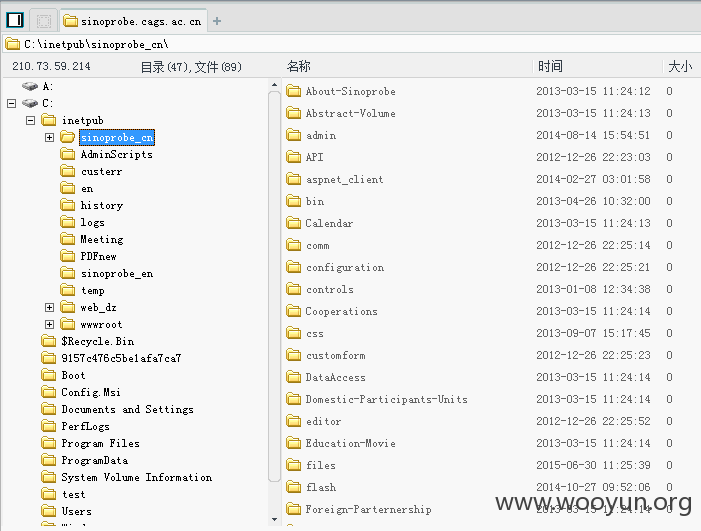 sinoprobe.cags.ac.cn
C:\inetpub\sinoprobe_cn\
210.73.59.214 目录(47),文件(89) 名称 时间 大小
A:
C:
inetpub
sinoprobe_cn
AdminScripts
custerr
en
history
logs
Meeting
PDFnew
sinoprobe_en
temp
web_dz
wwwroot
$Recycle.Bin
9157c476c5be1afa7ca7
Boot
Config.Msi
Documents and Settings
PerfLogs
Program Files
ProgramData
System Volume Information
test
Users
About-Sinoprobe 2013-03-15 11:24:12 0
Abstract-Volume 2013-03-15 11:24:13 0
admin 2014-08-14 15:54:51 0
API 2012-12-26 22:23:03 0
aspnet_client 2014-02-27 03:01:58 0
bin 2013-04-26 10:32:00 0
Calendar 2013-03-15 11:24:13 0
comm 2012-12-26 22:25:14 0
configuration 2012-12-26 22:25:21 0
controls 2013-01-08 12:34:38 0
Cooperations 2013-03-15 11:24:14 0
css 2013-09-07 15:17:45 0
customform 2012-12-26 22:25:23 0
DataAccess 2013-03-15 11:24:14 0
Domestic-Participants-Units 2013-03-15 11:24:14 0
editor 2012-12-26 22:25:52 0
Education-Movie 2013-03-15 11:24:14 0
files 2015-06-30 11:25:39 0
flash 2014-10-27 09:52:06 0
Foreign-Parternership 2013-03-15 11:24:14 0
www.wooyun.org